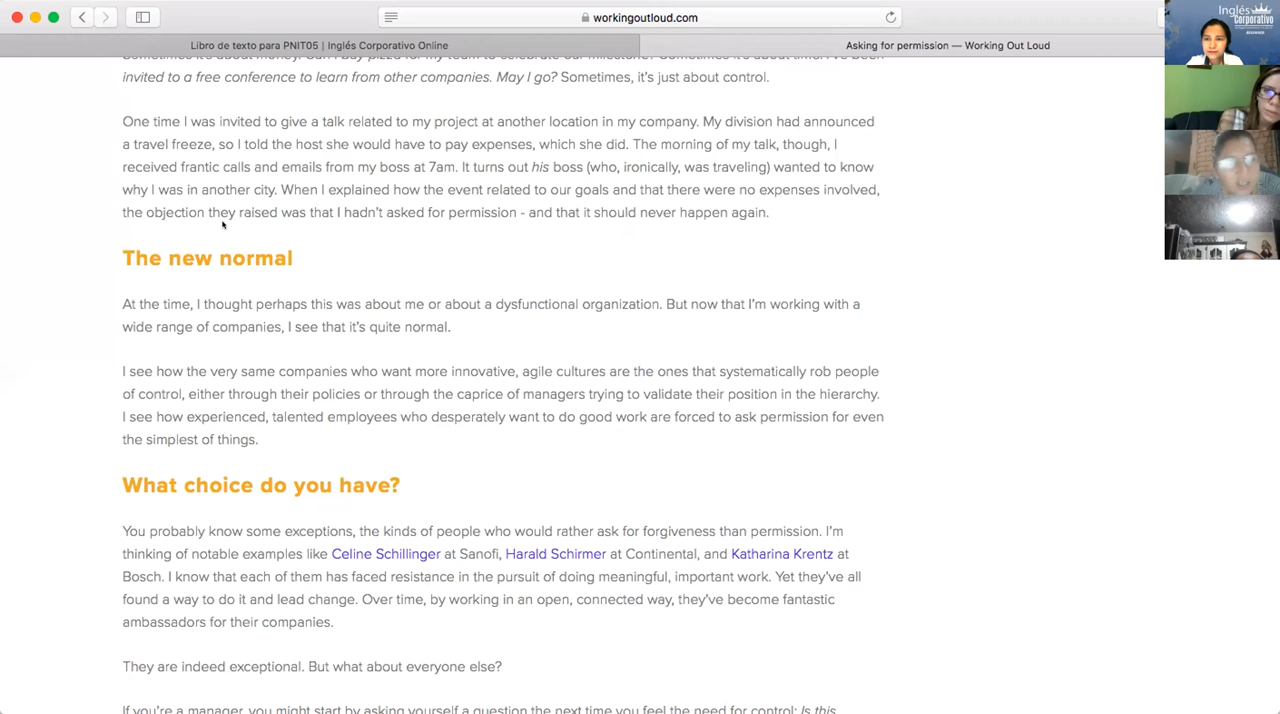 workingoutloud.com
Libro de texto para PNIT05 | Inglés Corporativo Online
Asking for permission — Working Out Loud
Inglés
Corporativo
Sometimes it's about money. Can I buy pizza for my team to celebrate our milestone? Sometimes it's about time. I've been
invited to a free conference to learn from other companies. May I go? Sometimes, it's just about control.
One time I was invited to give a talk related to my project at another location in my company. My division had announced
a travel freeze, so I told the host she would have to pay expenses, which she did. The morning of my talk, though, I
received frantic calls and emails from my boss at 7am. It turns out his boss (who, ironically, was traveling) wanted to know
why I was in another city. When I explained how the event related to our goals and that there were no expenses involved,
the objection they raised was that I hadn't asked for permission - and that it should never happen again.
The new normal
At the time, I thought perhaps this was about me or about a dysfunctional organization. But now that I'm working with a
wide range of companies, I see that it's quite normal.
I see how the very same companies who want more innovative, agile cultures are the ones that systematically rob people
of control, either through their policies or through the caprice of managers trying to validate their position in the hierarchy.
I see how experienced, talented employees who desperately want to do good work are forced to ask permission for even
the simplest of things.
What choice do you have?
You probably know some exceptions, the kinds of people who would rather ask for forgiveness than permission. I'm
thinking of notable examples like Celine Schillinger at Sanofi, Harald Schirmer at Continental, and Katharina Krentz at
Bosch. I know that each of them has faced resistance in the pursuit of doing meaningful, important work. Yet they've all
found a way to do it and lead change. Over time, by working in an open, connected way, they've become fantastic
ambassadors for their companies.
They are indeed exceptional. But what about everyone else?
If you're a manager, you might start by asking yourself a question the next time you feel the need for control: Is this